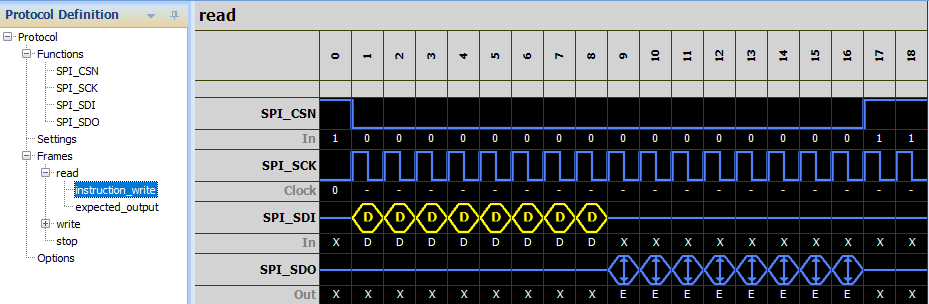 Protocol Definition
Protocol
Functions
SPI_CSN
SPI_SCK
SPI_SDI
SPI_SDO
Settings
Frames
read
instruction_write
expected_output
write
stop
Options
read
0 1 2 3 4 5 6 7 8 9 10 11 12 13 14 15 16 17 18
SPI_CSN
In 1 0 0 0 0 0 0 0 0 0 0 0 0 0 0 0 0 1 1
SPI_SCK
Clock 0 - - - - - - - - - - - - - - - - - -
SPI_SDI D D D D D D D D
In X D D D D D D D D X X X X X X X X X X
SPI_SDO
Out X X X X X X X X X E E E E E E E E X X